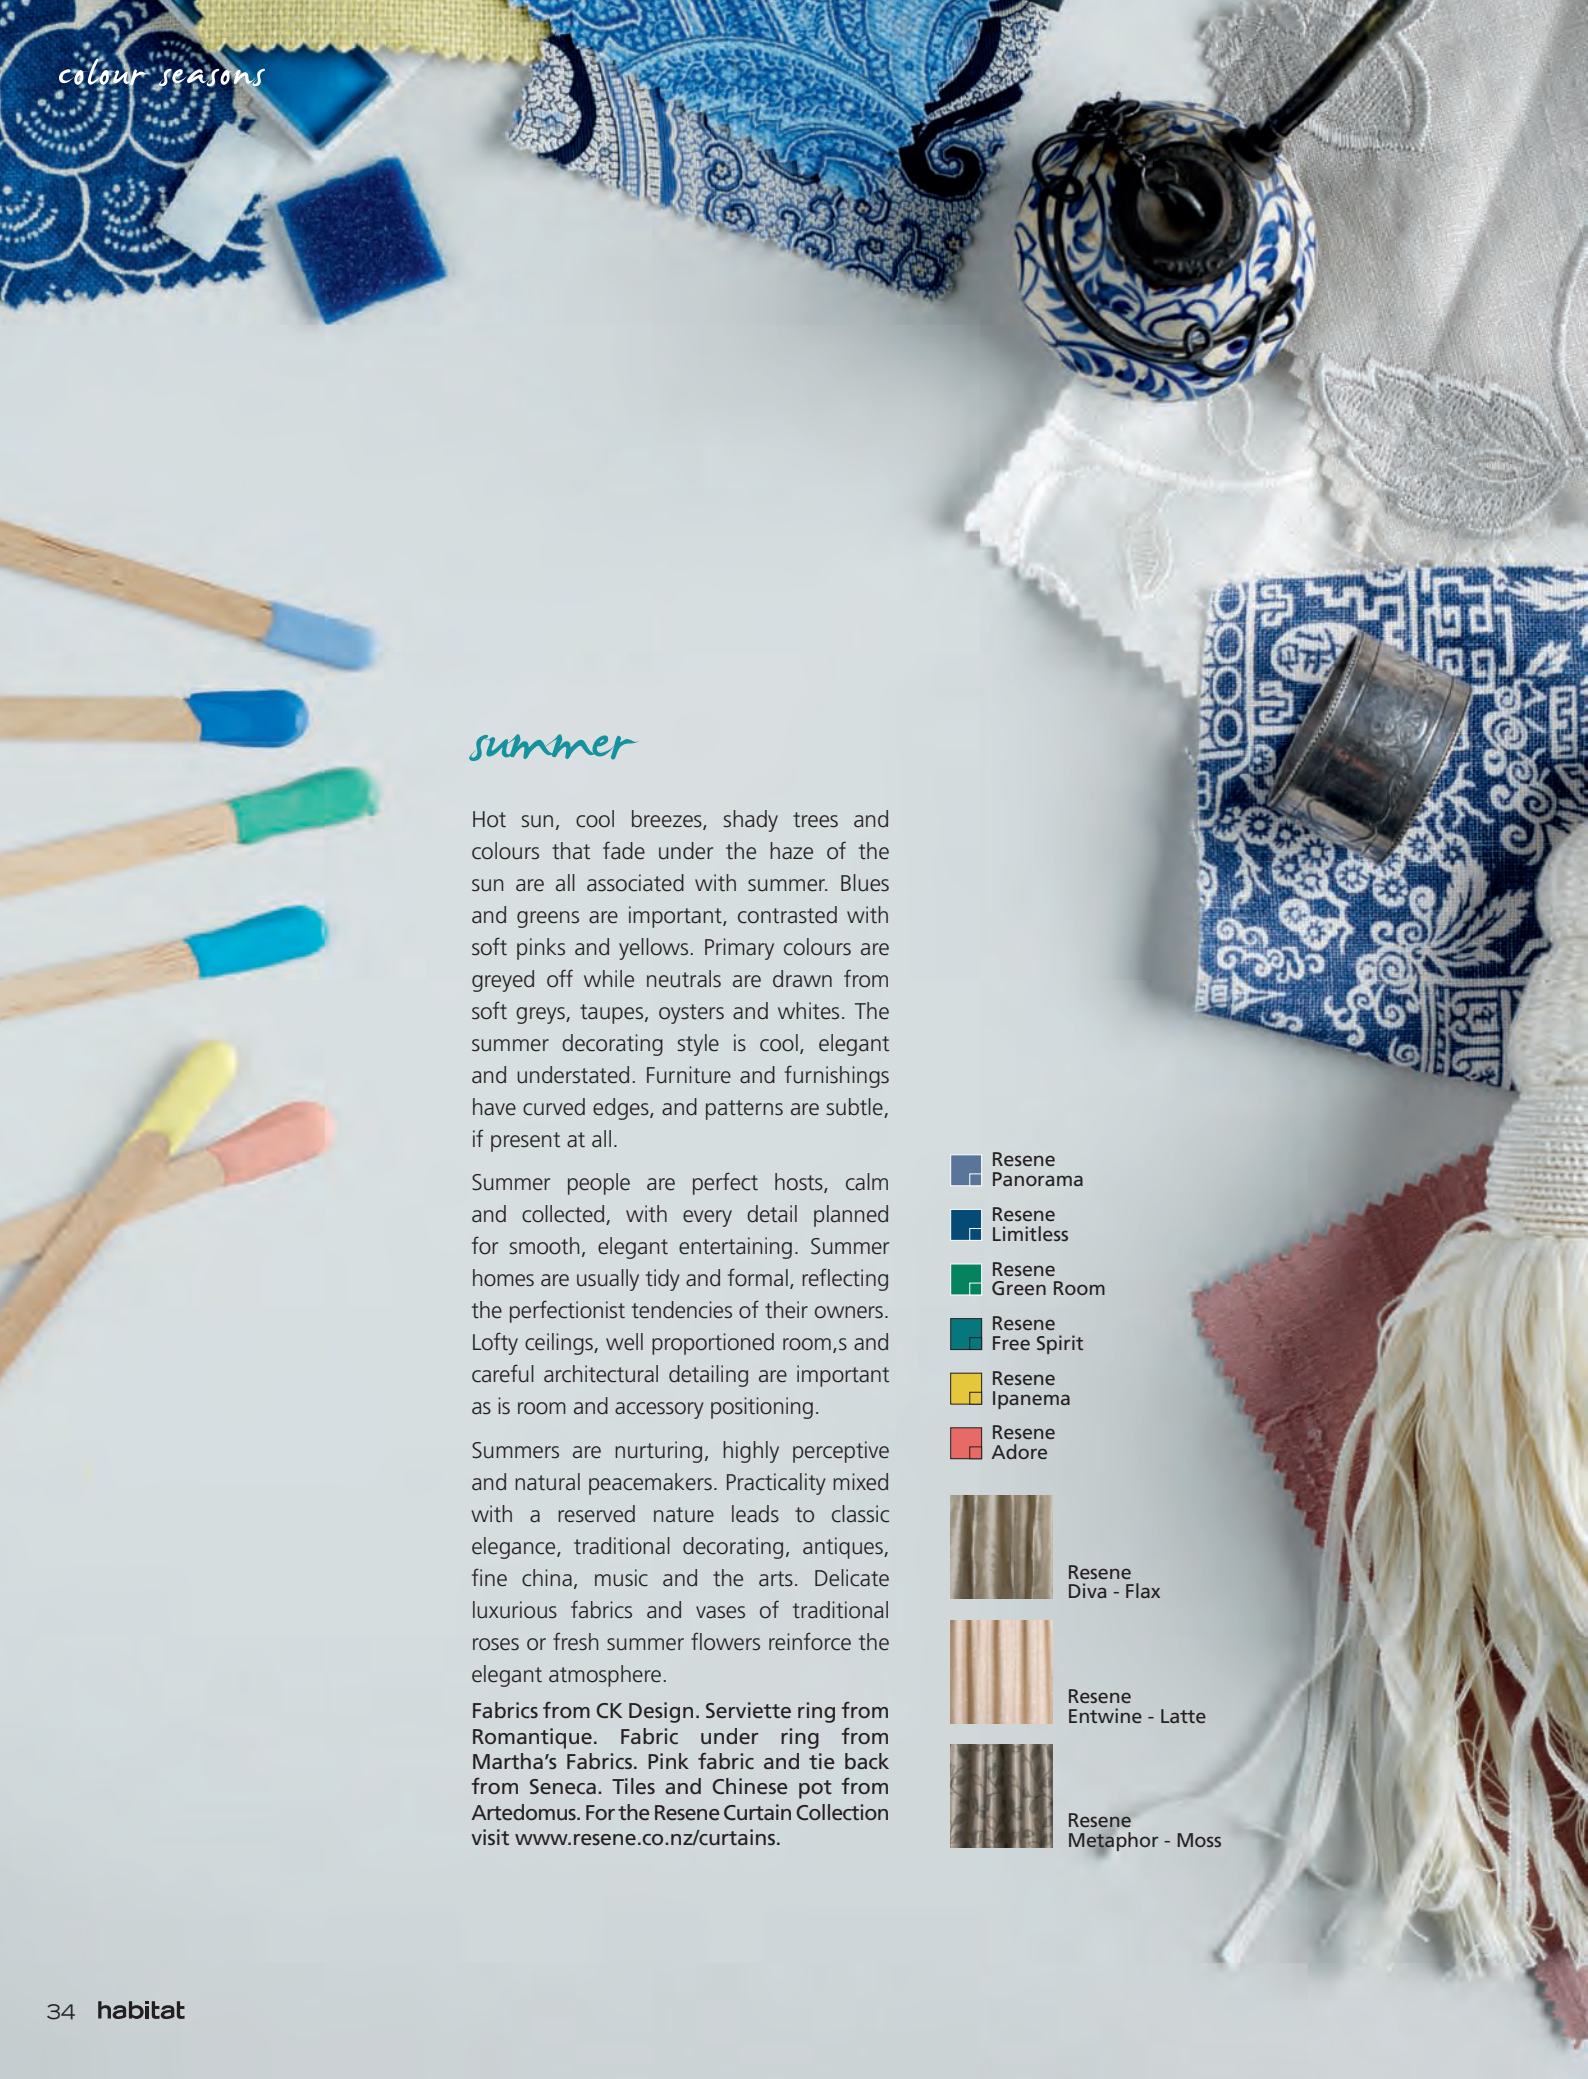 colour seasons
summer
Hot sun, cool breezes, shady trees and
colours that fade under the haze of the
sun are all associated with summer. Blues
and greens are important, contrasted with
soft pinks and yellows. Primary colours are
greyed off while neutrals are drawn from
soft greys, taupes, oysters and whites. The
summer decorating style is cool, elegant
and understated. Furniture and furnishings
have curved edges, and patterns are subtle,
if present at all.
Summer people are perfect hosts, calm
and collected, with every detail planned
for smooth, elegant entertaining. Summer
homes are usually tidy and formal, reflecting
the perfectionist tendencies of their owners.
Lofty ceilings, well proportioned room,s and
careful architectural detailing are important
as is room and accessory positioning.
Summers are nurturing, highly perceptive
and natural peacemakers. Practicality mixed
with a reserved nature leads to classic
elegance, traditional decorating, antiques,
fine china, music and the arts. Delicate
luxurious fabrics and vases of traditional
roses or fresh summer flowers reinforce the
elegant atmosphere.
Fabrics from CK Design. Serviette ring from
Romantique. Fabric under ring from
Martha’s Fabrics. Pink fabric and tie back
from Seneca. Tiles and Chinese pot from
Artedomus. For the Resene Curtain Collection
visit www.resene.co.nz/curtains.
Resene
Panorama
Resene
Limitless
Resene
Green Room
Resene
Free Spirit
Resene
Ipanema
Resene
Adore
Resene
Diva - Flax
Resene
Entwine - Latte
Resene
Metaphor - Moss
34 habitat